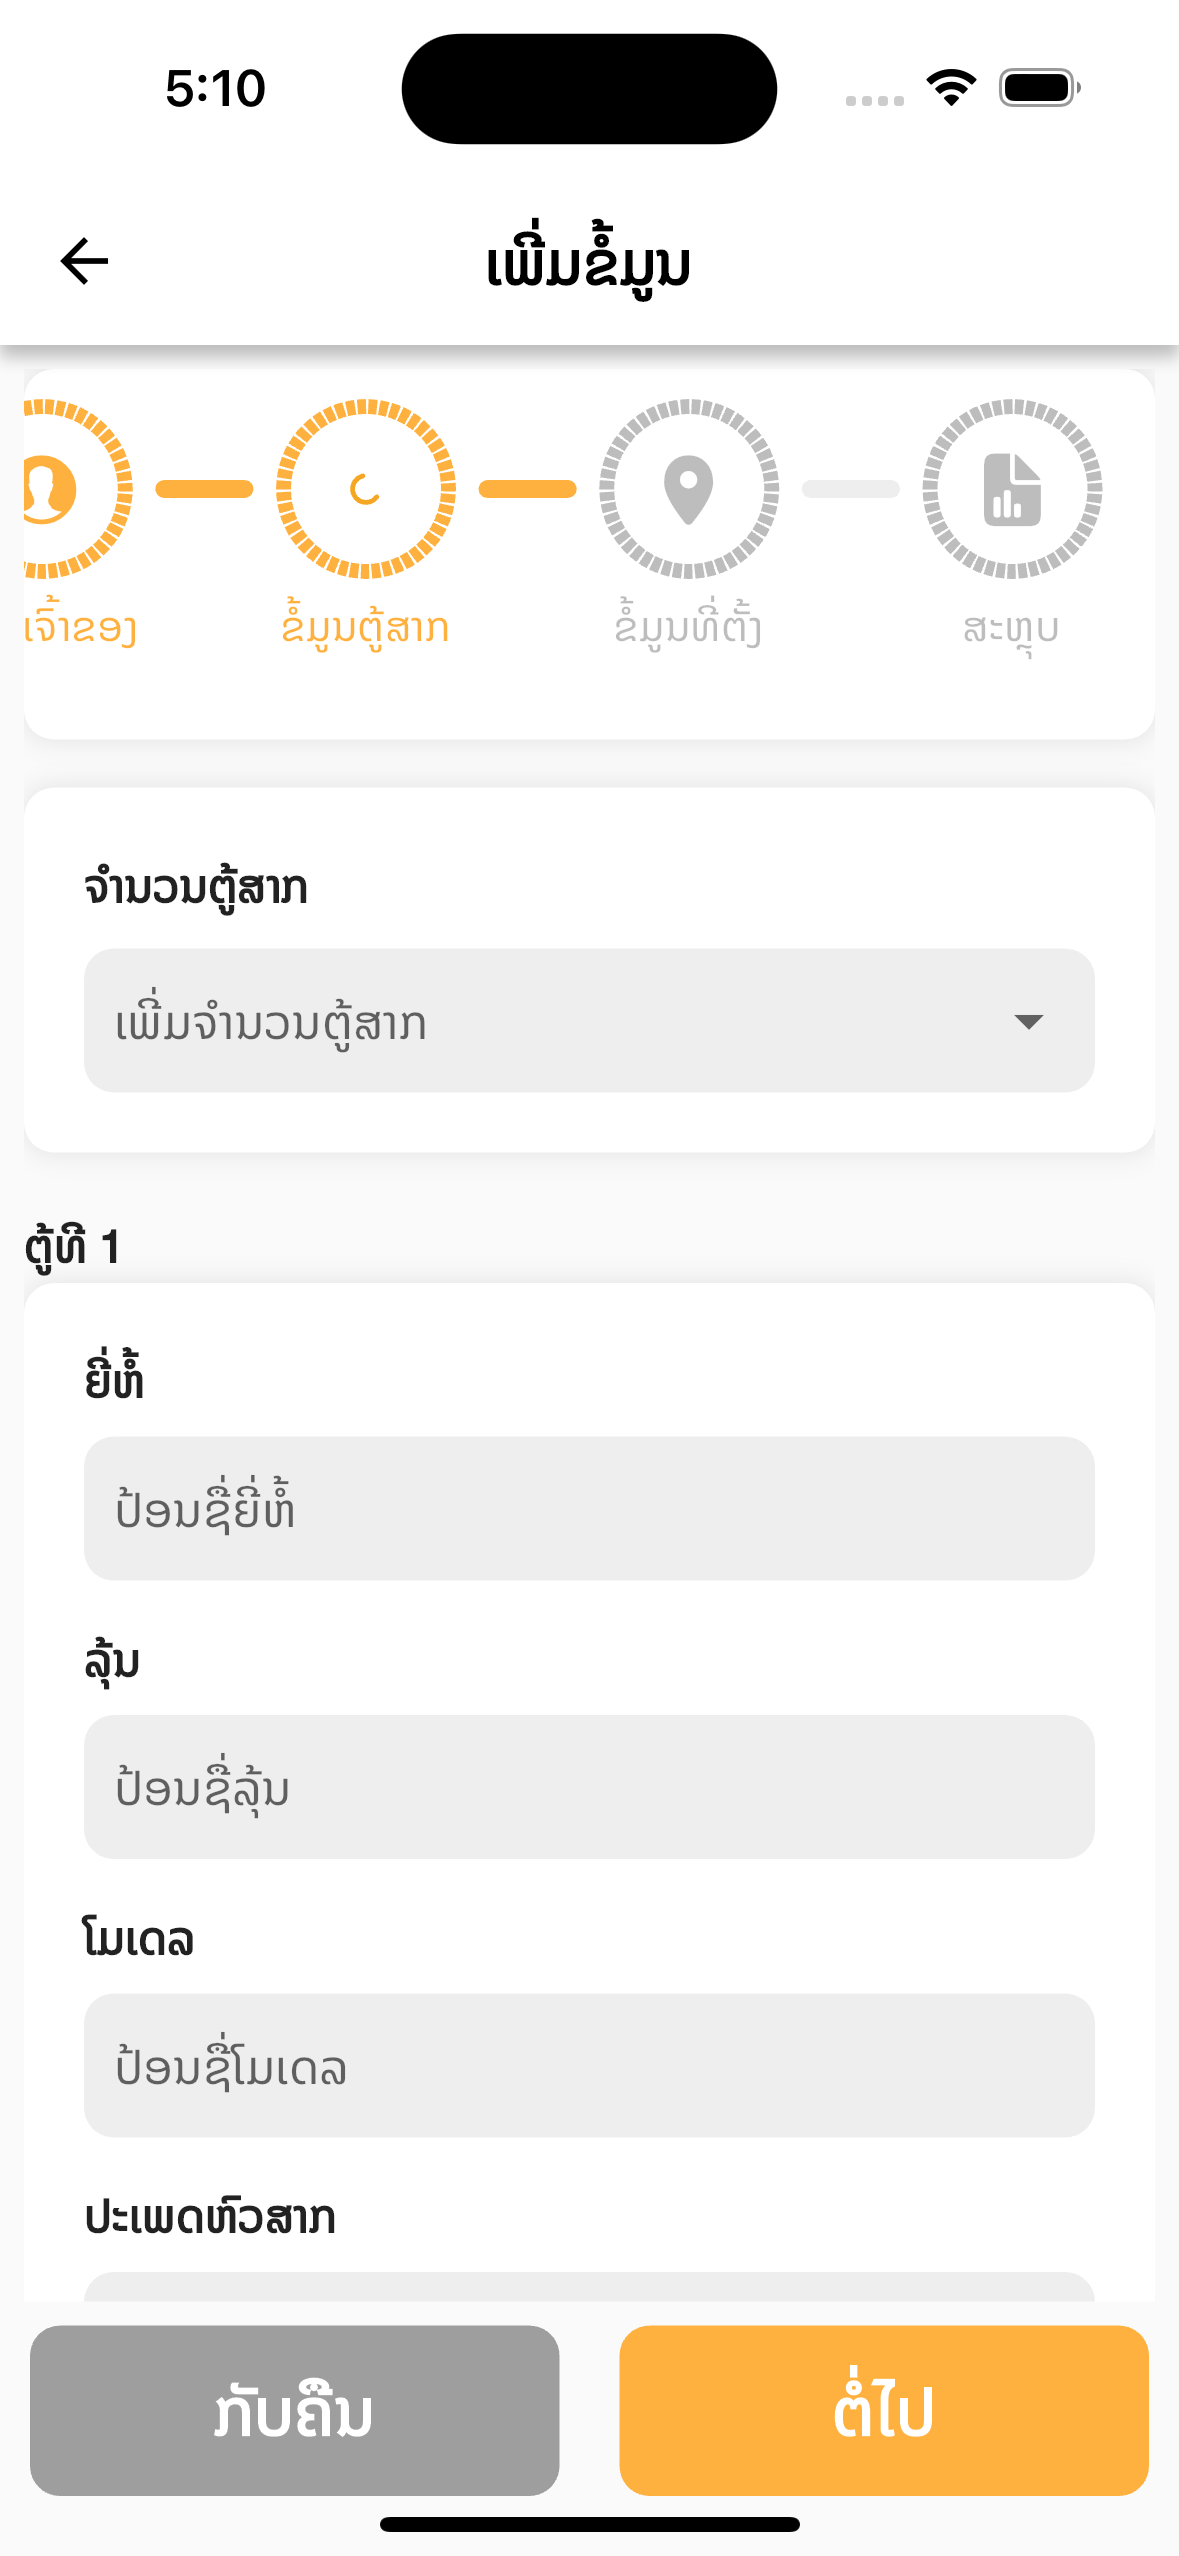 5:10
ເພີ່ມຂໍ້ມູນ
ເຈົ້າຂອງ
ຂໍ້ມູນຕູ້ສາກ
ຂໍ້ມູນທີ່ຕັ້ງ
ສະຫຼຸບ
ຈຳນວນຕູ້ສາກ
ເພີ່ມຈຳນວນຕູ້ສາກ
ຕູ້ທີ 1
ຍີ່ຫໍ້
ປ້ອນຊື່ຍີ່ຫໍ້
ລຸ້ນ
ປ້ອນຊື່ລຸ້ນ
ໂມເດລ
ປ້ອນຊື່ໂມເດລ
ປະເພດຫົວສາກ
ກັບຄືນ
ຕໍ່ໄປ